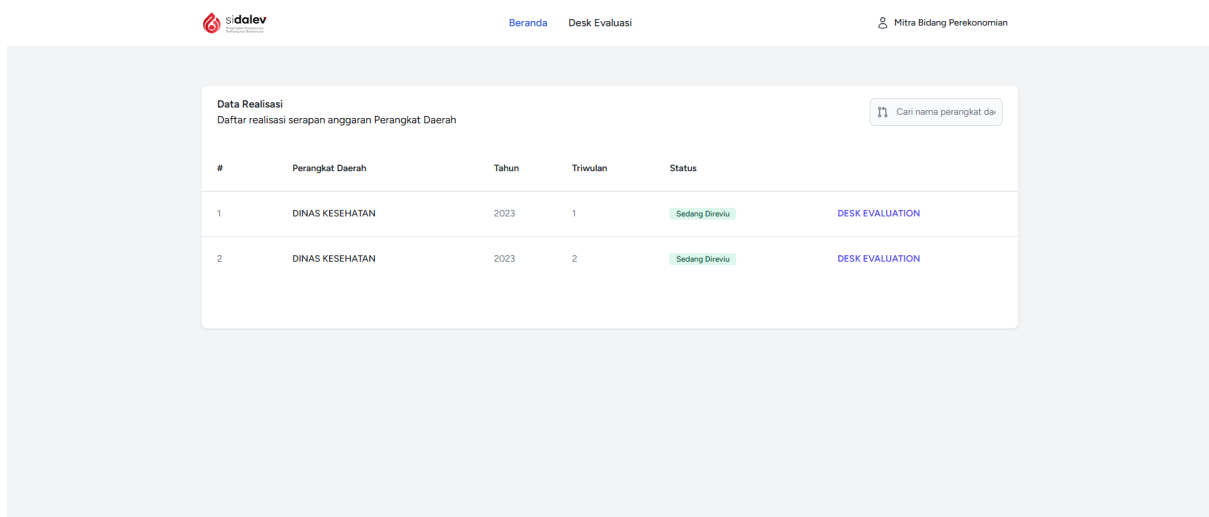 sidalev
Beranda Desk Evaluasi
Mitra Bidang Perekonomian
Data Realisasi
Daftar realisasi serapan anggaran Perangkat Daerah
Cari nama perangkat dae
# Perangkat Daerah Tahun Triwulan Status
1 DINAS KESEHATAN 2023 1 Sedang Direviu DESK EVALUATION
2 DINAS KESEHATAN 2023 2 Sedang Direviu DESK EVALUATION